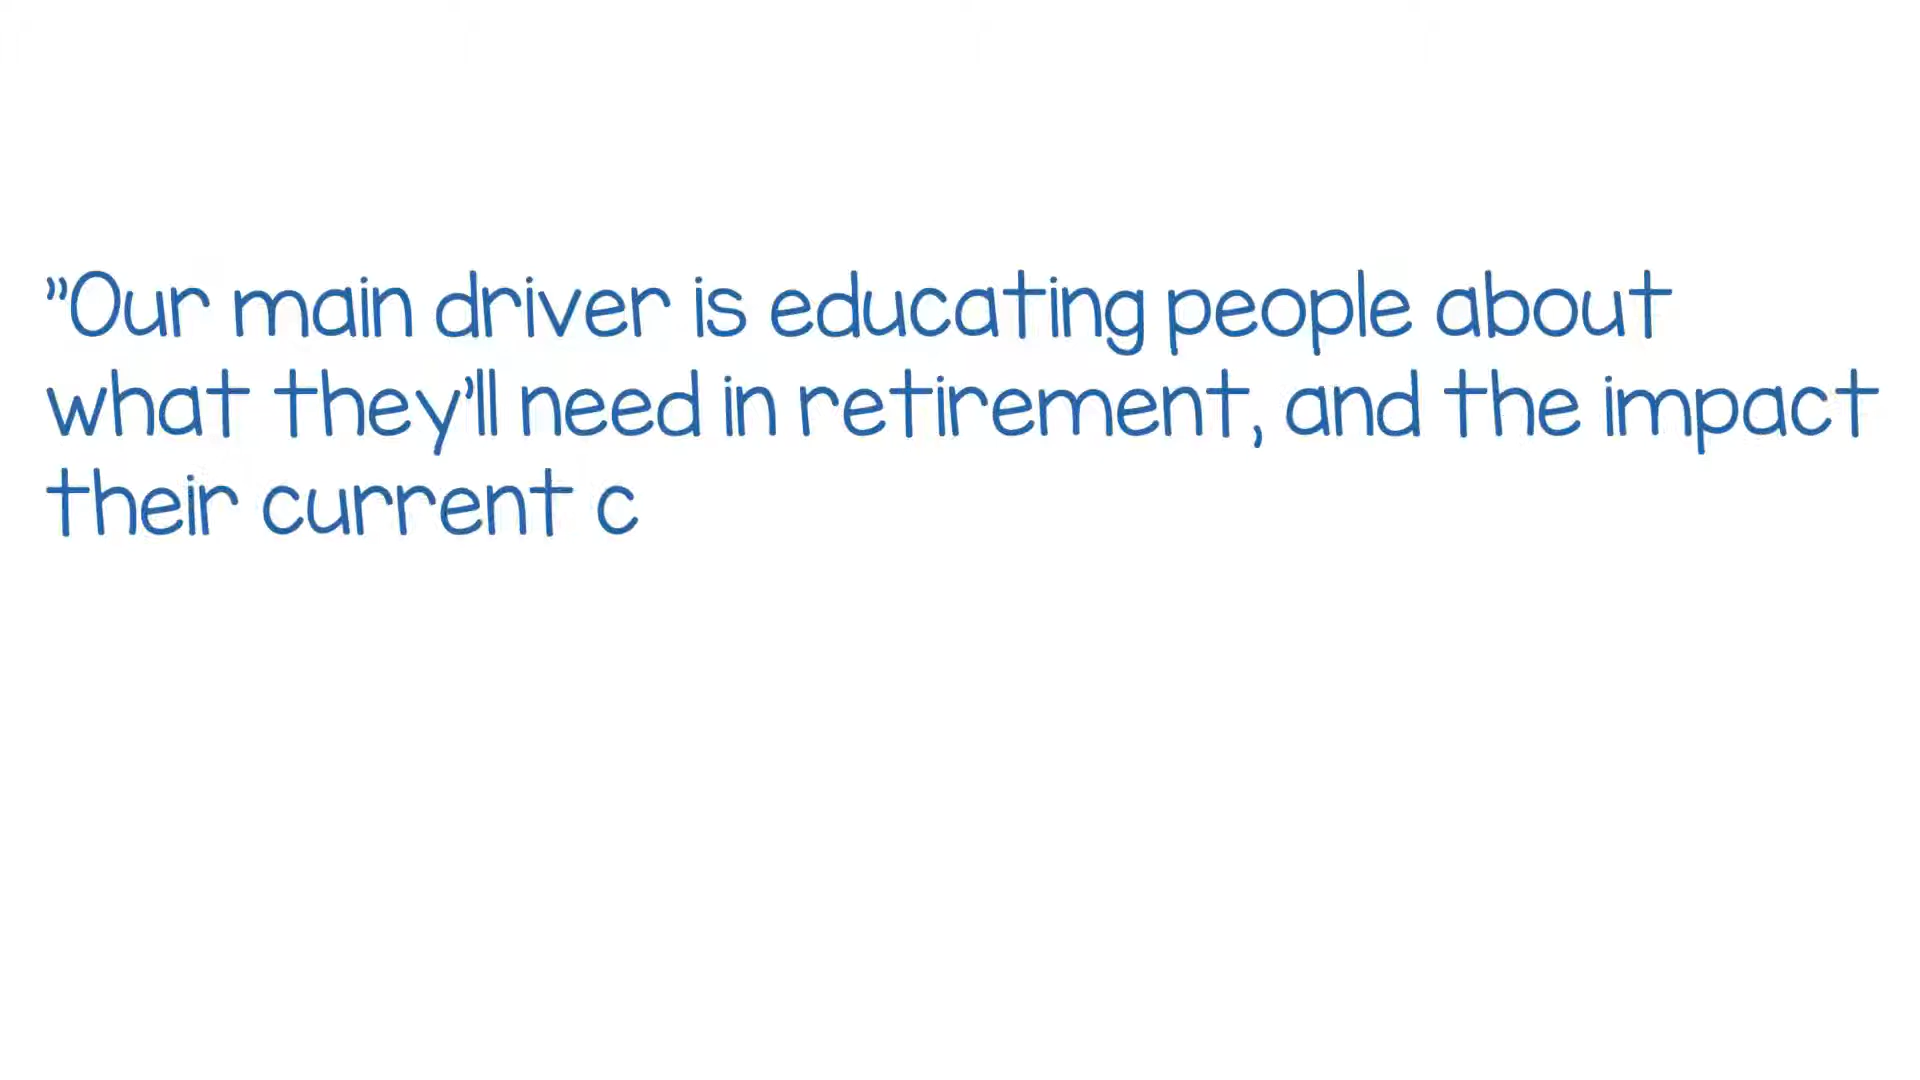 ”Our main driver is educating people about
what they’ll need in retirement, and the impact
their current c